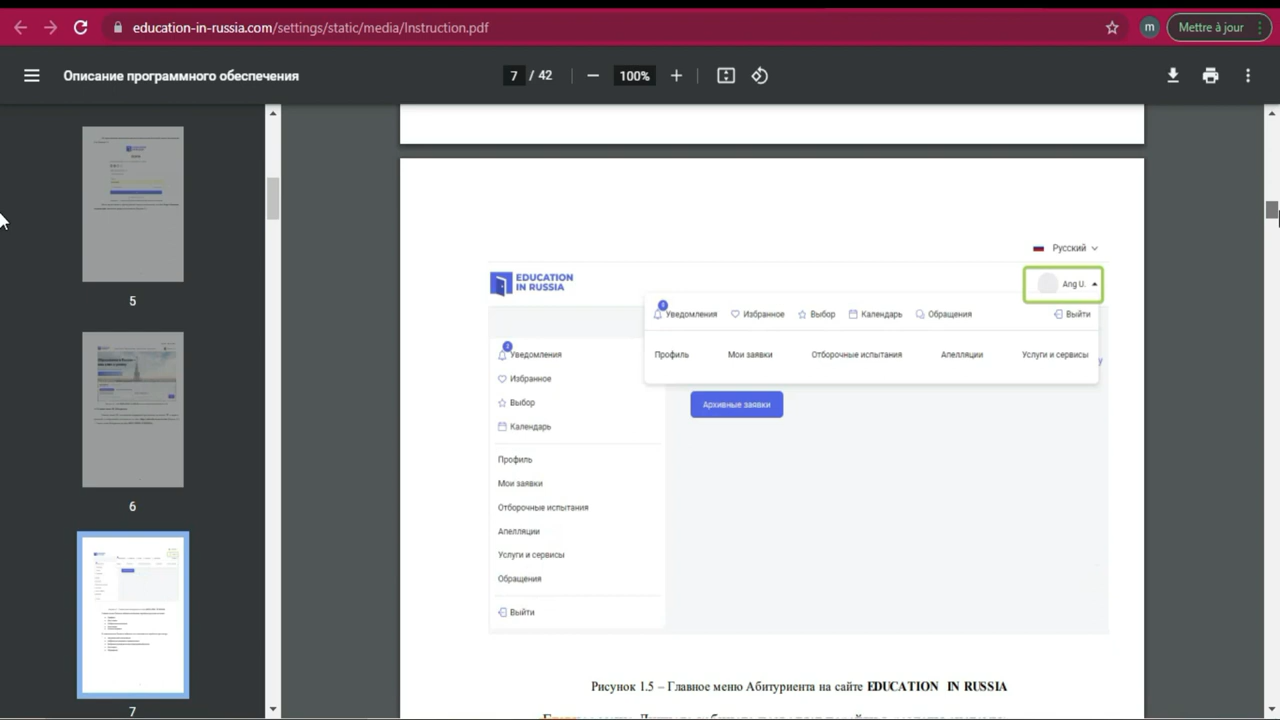 education-in-russia.com/settings/static/media/Instruction.pdf
m
Mettre à jour
Описание программного обеспечения
7 / 42
100%
5
6
7
Русский
EDUCATION
IN RUSSIA
Ang U.
Уведомления
Избранное
Выбор
Календарь
Обращения
Выйти
Профиль
Мои заявки
Отборочные испытания
Апелляции
Услуги и сервисы
Архивные заявки
2
Уведомления
Избранное
Выбор
Календарь
Профиль
Мои заявки
Отборочные испытания
Апелляции
Услуги и сервисы
Обращения
Выйти
Рисунок 1.5 – Главное меню Абитуриента на сайте EDUCATION IN RUSSIA